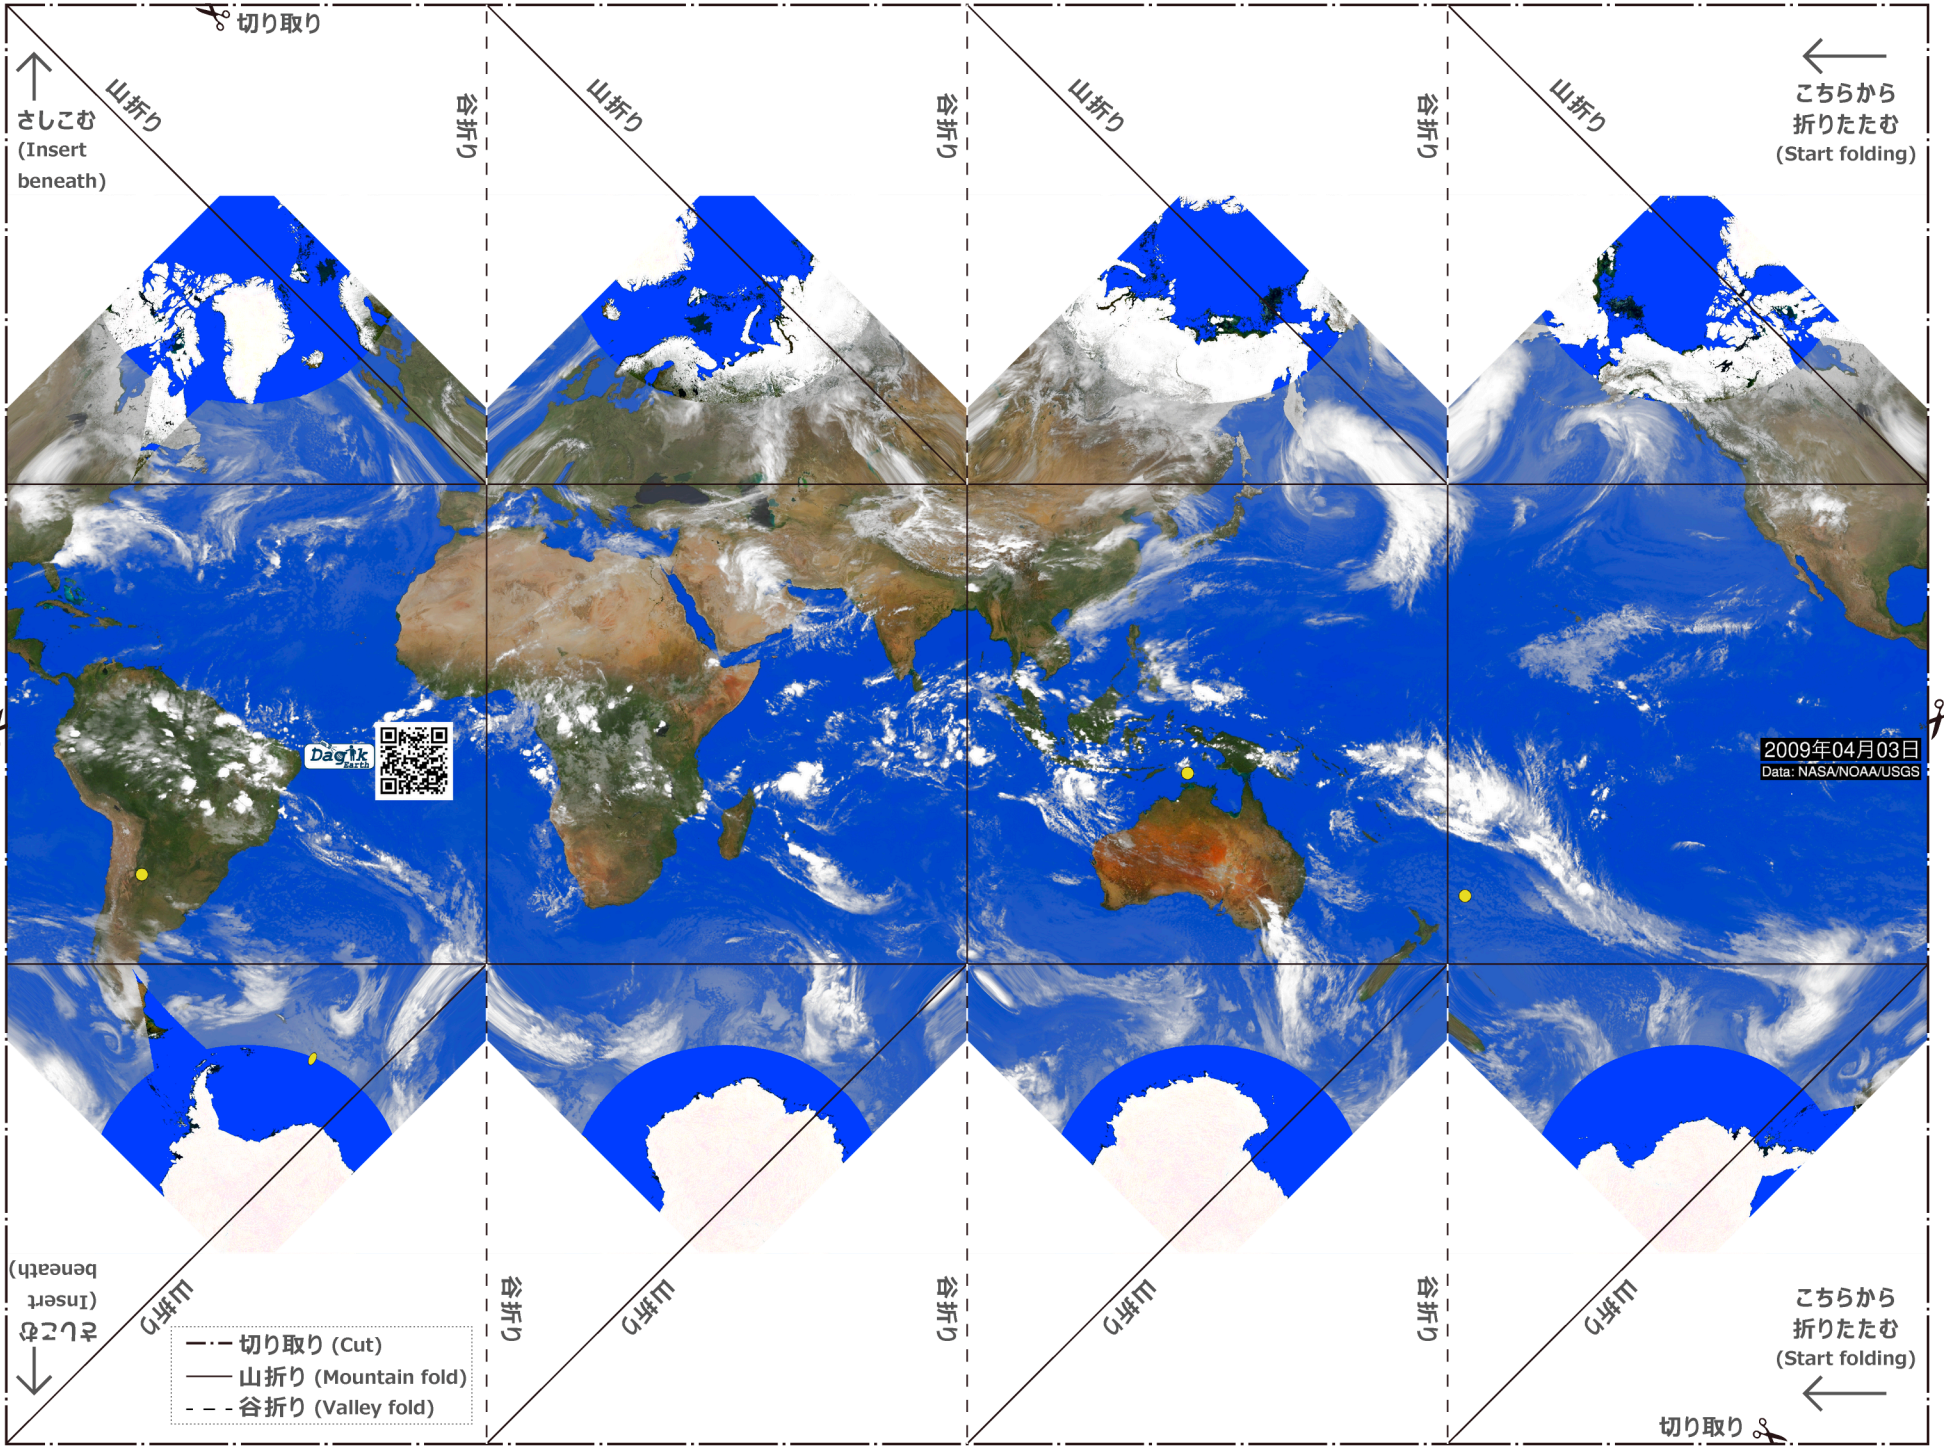 切り取り
山折り
谷折り
山折り
谷折り
山折り
谷折り
山折り
さしこむ
(Insert
beneath)
こちらから
折りたたむ
(Start folding)
Dagik
Earth
2009年04月03日
Data: NASA/NOAA/USGS
さしこむ
(Insert
beneath)
山折り
谷折り
山折り
谷折り
山折り
谷折り
山折り
こちらから
折りたたむ
(Start folding)
切り取り (Cut)
山折り (Mountain fold)
谷折り (Valley fold)
切り取り